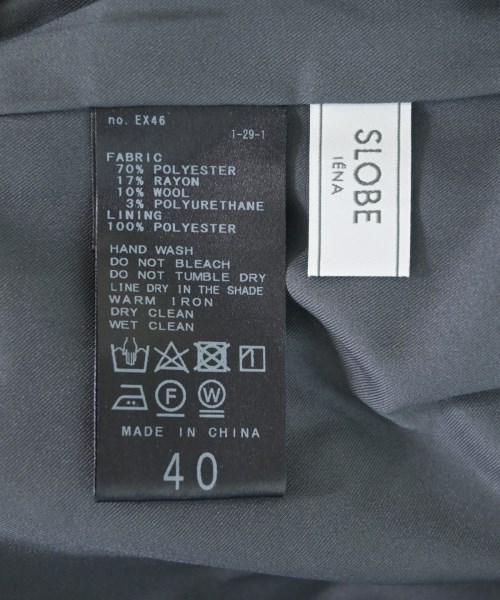 no. EX46
1-29-1
FABRIC
70% POLYESTER
17% RAYON
10% WOOL
3% POLYURETHANE
LINING
100% POLYESTER
HAND WASH
DO NOT BLEACH
DO NOT TUMBLE DRY
LINE DRY IN THE SHADE
WARM IRON
DRY CLEAN
WET CLEAN
F
W
MADE IN CHINA
40
SLOBE
IÉNA